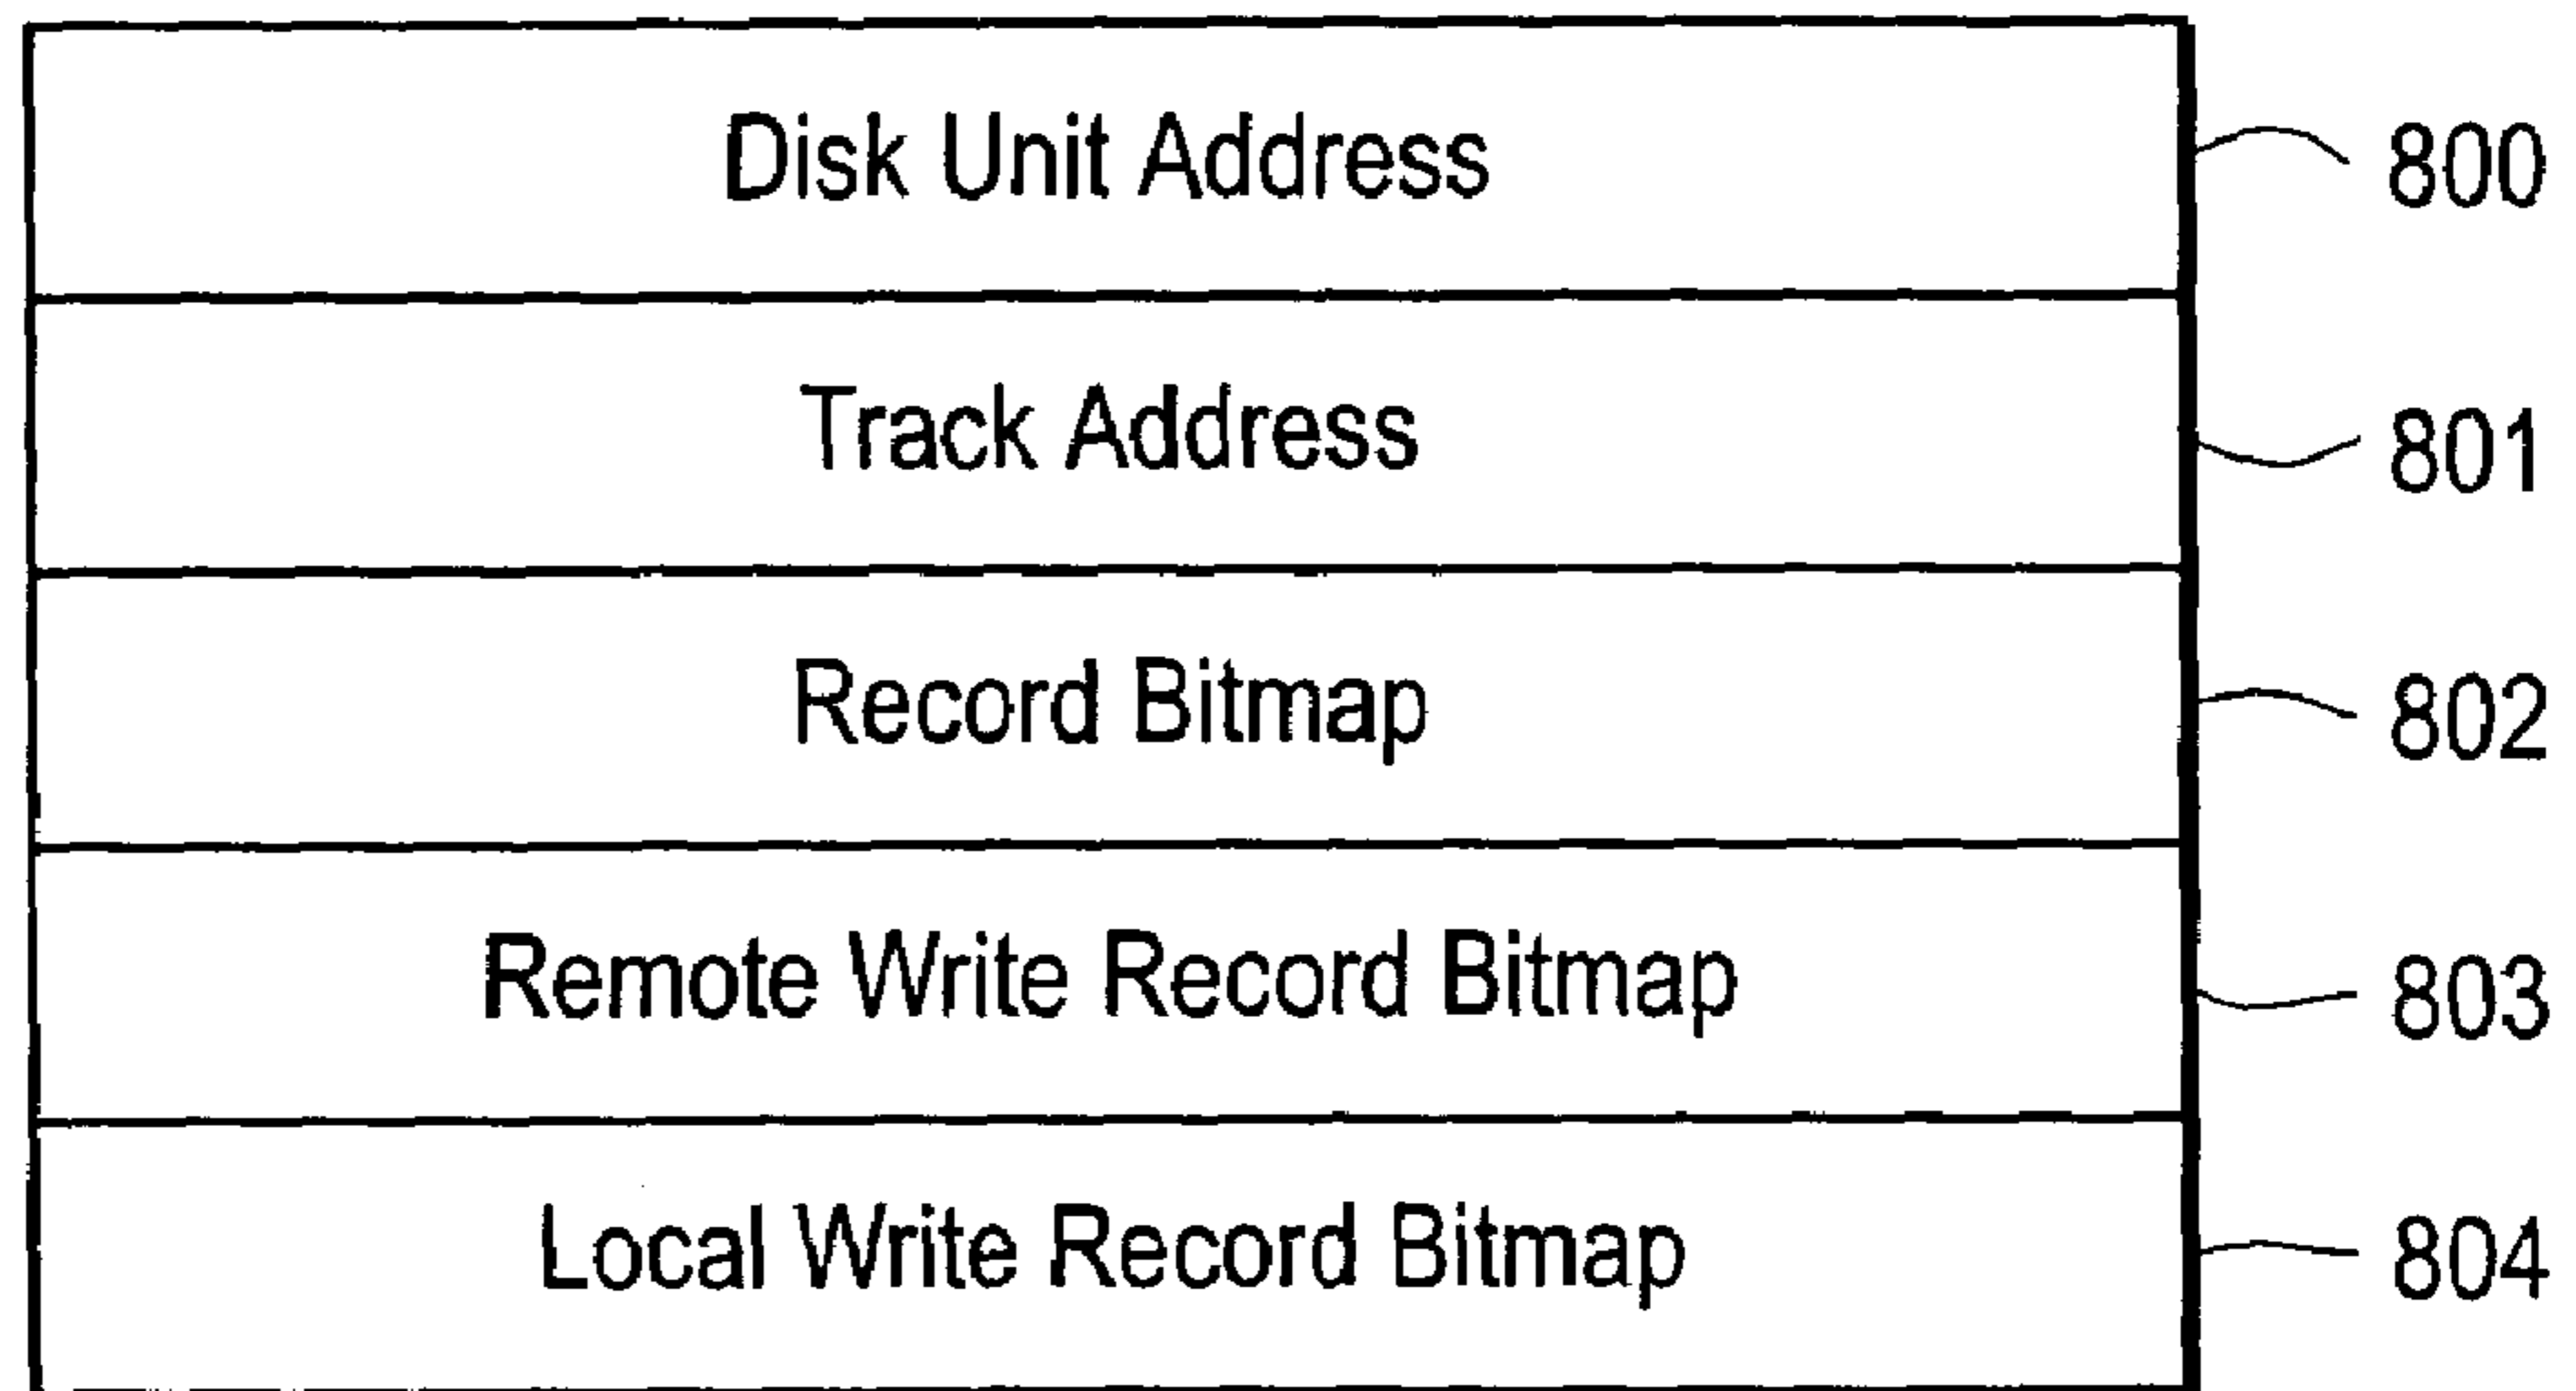 Disk Unit Address 800
Track Address 801
Record Bitmap 802
Remote Write Record Bitmap 803
Local Write Record Bitmap 804